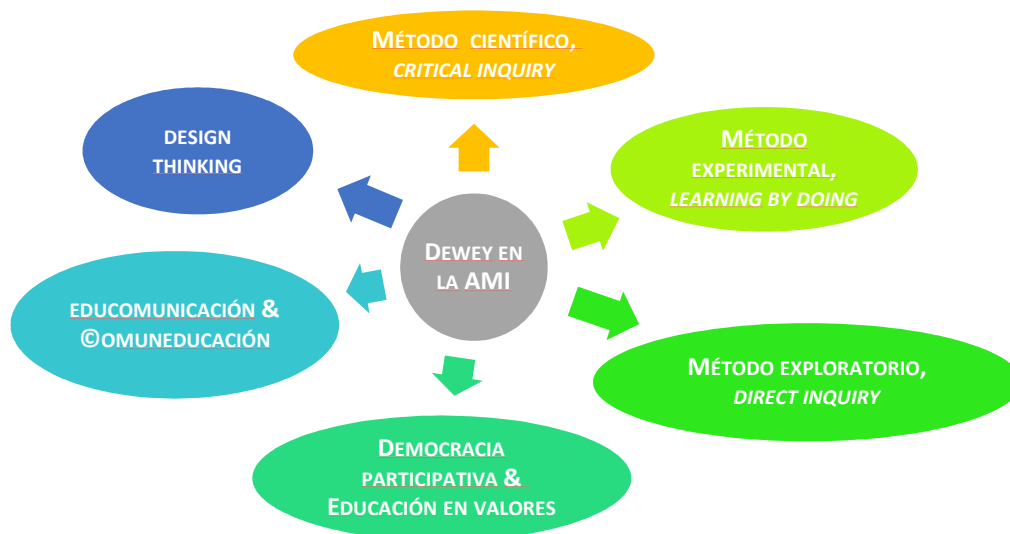 MÉTODO CIENTÍFICO,
CRITICAL INQUIRY
DESIGN
THINKING
MÉTODO
EXPERIMENTAL,
LEARNING BY DOING
DEWEY EN
LA AMI
EDUCOMUNICACIÓN &
©OMUNEDUCACIÓN
MÉTODO EXPLORATORIO,
DIRECT INQUIRY
DEMOCRACIA
PARTICIPATIVA &
EDUCACIÓN EN VALORES